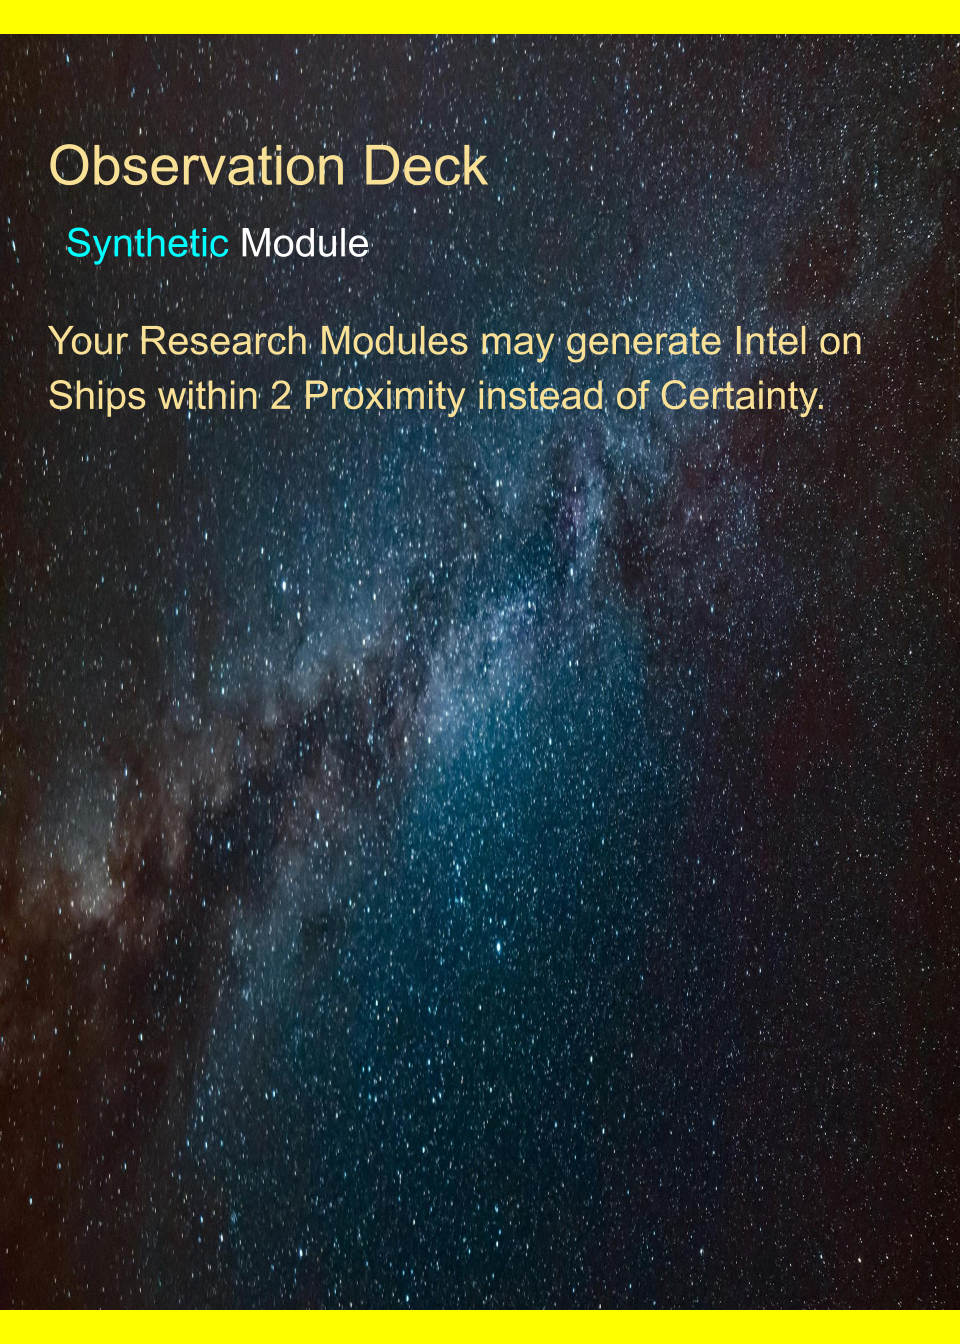 Observation Deck
Synthetic Module
Your Research Modules may generate Intel on
Ships within 2 Proximity instead of Certainty.